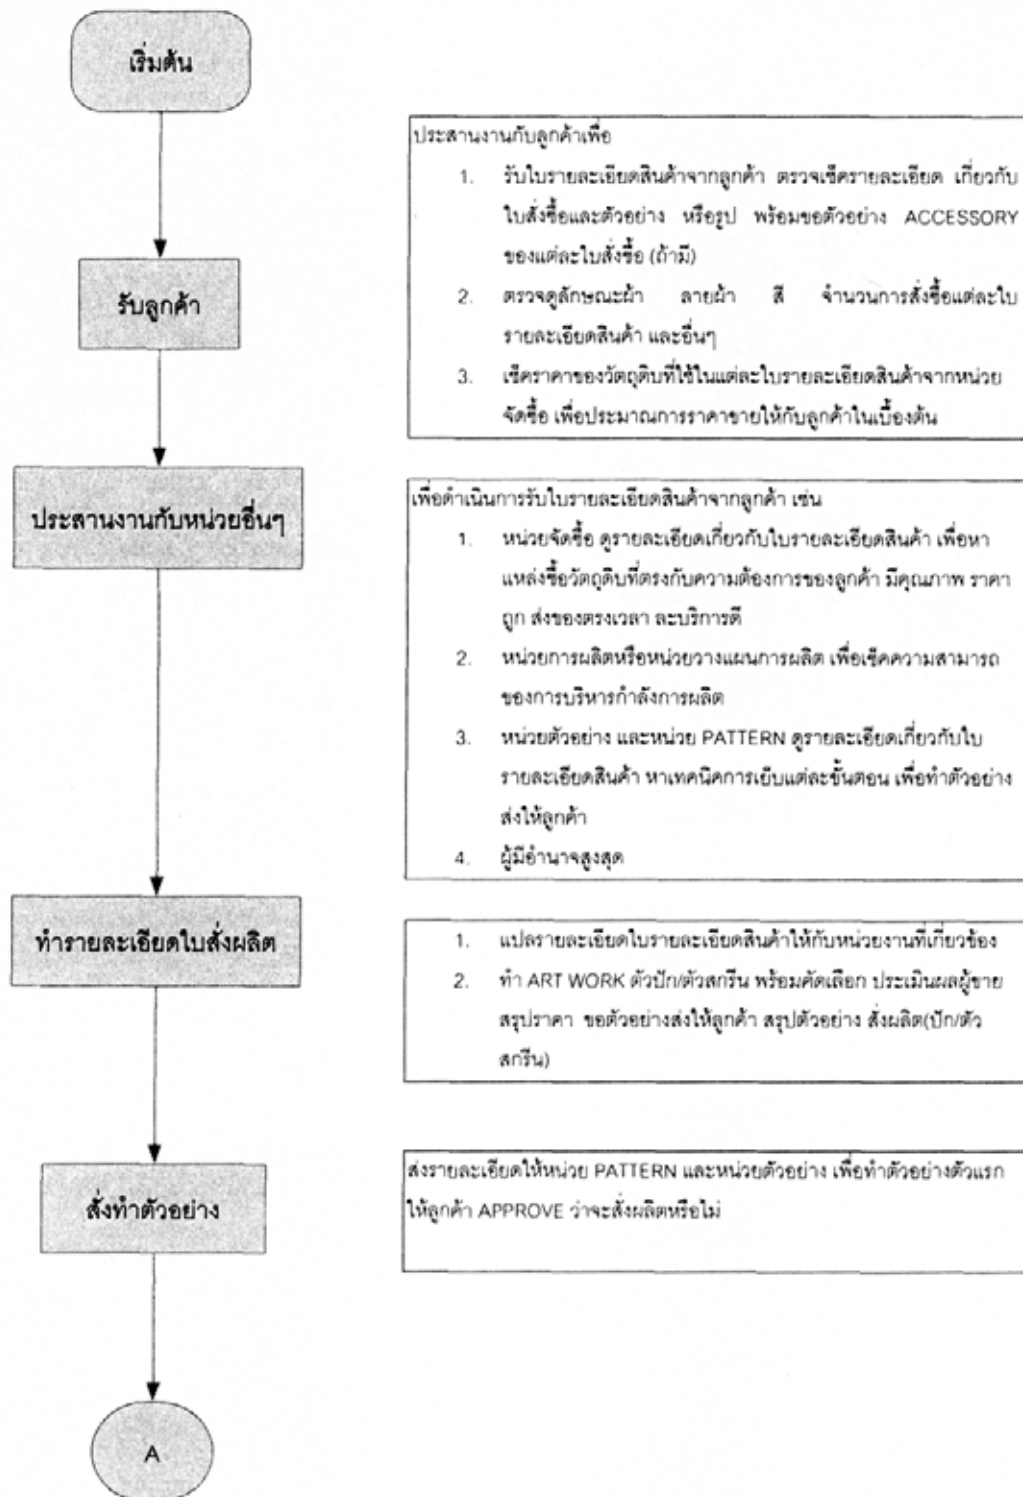 เริ่มต้น
ประสานงานกับลูกค้าเพื่อ
1. รับใบรายละเอียดสินค้าจากลูกค้า ตรวจเช็ครายละเอียด เกี่ยวกับ
ใบสั่งซื้อและตัวอย่าง หรือรูป พร้อมขอตัวอย่าง ACCESSORY
ของแต่ละใบสั่งซื้อ (ถ้ามี)
2. ตรวจดูลักษณะผ้า ลายผ้า สี จำนวนการสั่งซื้อแต่ละใบ
รายละเอียดสินค้า และอื่นๆ
3. เช็คราคาของวัตถุดิบที่ใช้ในแต่ละใบรายละเอียดสินค้าจากหน่วย
จัดซื้อ เพื่อประมาณการราคาขายให้กับลูกค้าในเบื้องต้น
รับลูกค้า
ประสานงานกับหน่วยอื่นๆ
เพื่อดำเนินการรับใบรายละเอียดสินค้าจากลูกค้า เช่น
1. หน่วยจัดซื้อ ดูรายละเอียดเกี่ยวกับใบรายละเอียดสินค้า เพื่อหา
แหล่งซื้อวัตถุดิบที่ตรงกับความต้องการของลูกค้า มีคุณภาพ ราคา
ถูก ส่งของตรงเวลา ละบริการดี
2. หน่วยการผลิตหรือหน่วยวางแผนการผลิต เพื่อเช็คความสามารถ
ของการบริหารกำลังการผลิต
3. หน่วยตัวอย่าง และหน่วย PATTERN ดูรายละเอียดเกี่ยวกับใบ
รายละเอียดสินค้า หาเทคนิคการเย็บแต่ละขั้นตอน เพื่อทำตัวอย่าง
ส่งให้ลูกค้า
4. ผู้มีอำนาจสูงสุด
ทำรายละเอียดใบสั่งผลิต
1. แปลรายละเอียดใบรายละเอียดสินค้าให้กับหน่วยงานที่เกี่ยวข้อง
2. ทำ ART WORK ตัวปัก/ตัวสกรีน พร้อมคัดเลือก ประเมินผลผู้ขาย
สรุปราคา ขอตัวอย่างส่งให้ลูกค้า สรุปตัวอย่าง สั่งผลิต(ปัก/ตัว
สกรีน)
สั่งทำตัวอย่าง
ส่งรายละเอียดให้หน่วย PATTERN และหน่วยตัวอย่าง เพื่อทำตัวอย่างตัวแรก
ให้ลูกค้า APPROVE ว่าจะสั่งผลิตหรือไม่
A